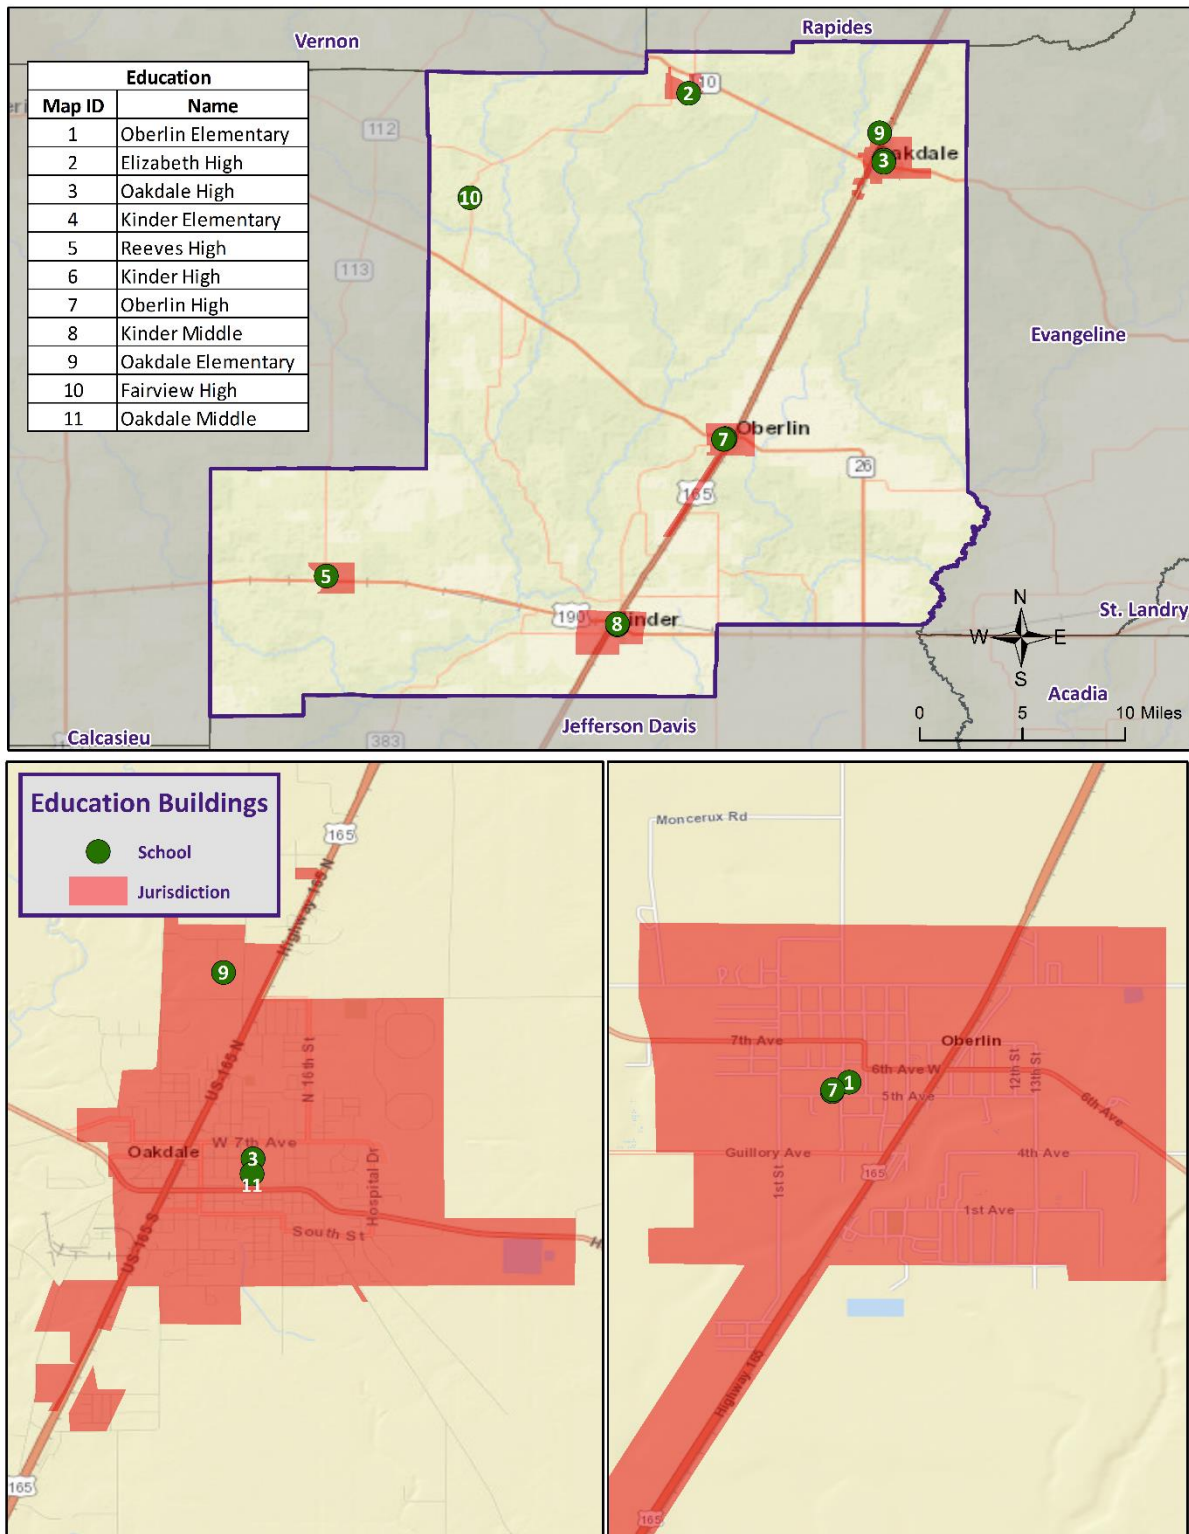 Vernon
Rapides
Education
Map ID Name
1 Oberlin Elementary
2 Elizabeth High
3 Oakdale High
4 Kinder Elementary
5 Reeves High
6 Kinder High
7 Oberlin High
8 Kinder Middle
9 Oakdale Elementary
10 Fairview High
11 Oakdale Middle
112
113
2
10
9
3
akdale
10
Evangeline
7
Oberlin
26
165
5
190
8
inder
N
W E
S
St. Landry
Acadia
0 5 10 Miles
Calcasieu
383
Jefferson Davis
Education Buildings
School
Jurisdiction
165
Highway 165 N
9
US-165 N
N 16th St
Oakdale
W 7th Ave
3
11
Hospital Dr
South St
US-165 S
165
Moncerux Rd
7th Ave
Oberlin
6th Ave W
12th St
13th St
7
1
5th Ave
6th Ave
Guillory Ave
165
4th Ave
1st St
1st Ave
Highway 165
165